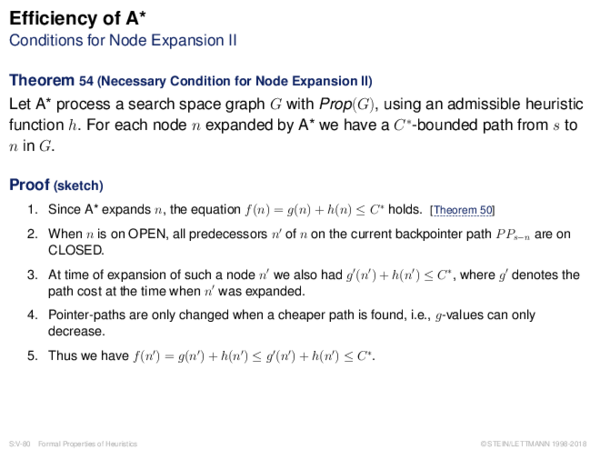 Efficiency of A*
Conditions for Node Expansion II
Theorem 54 (Necessary Condition for Node Expansion II)
Let A* process a search space graph G with Prop(G), using an admissible heuristic
function h. For each node n expanded by A* we have a C*-bounded path from s to
n in G.
Proof (sketch)
1. Since A* expands n, the equation f(n) = g(n) + h(n) ≤ C* holds. [Theorem 50]
2. When n is on OPEN, all predecessors n′ of n on the current backpointer path PP_{s−n} are on
CLOSED.
3. At time of expansion of such a node n′ we also had g′(n′) + h(n′) ≤ C*, where g′ denotes the
path cost at the time when n′ was expanded.
4. Pointer-paths are only changed when a cheaper path is found, i.e., g-values can only
decrease.
5. Thus we have f(n′) = g(n′) + h(n′) ≤ g′(n′) + h(n′) ≤ C*.
S:V-80 Formal Properties of Heuristics
©STEIN/LETTMANN 1998-2018